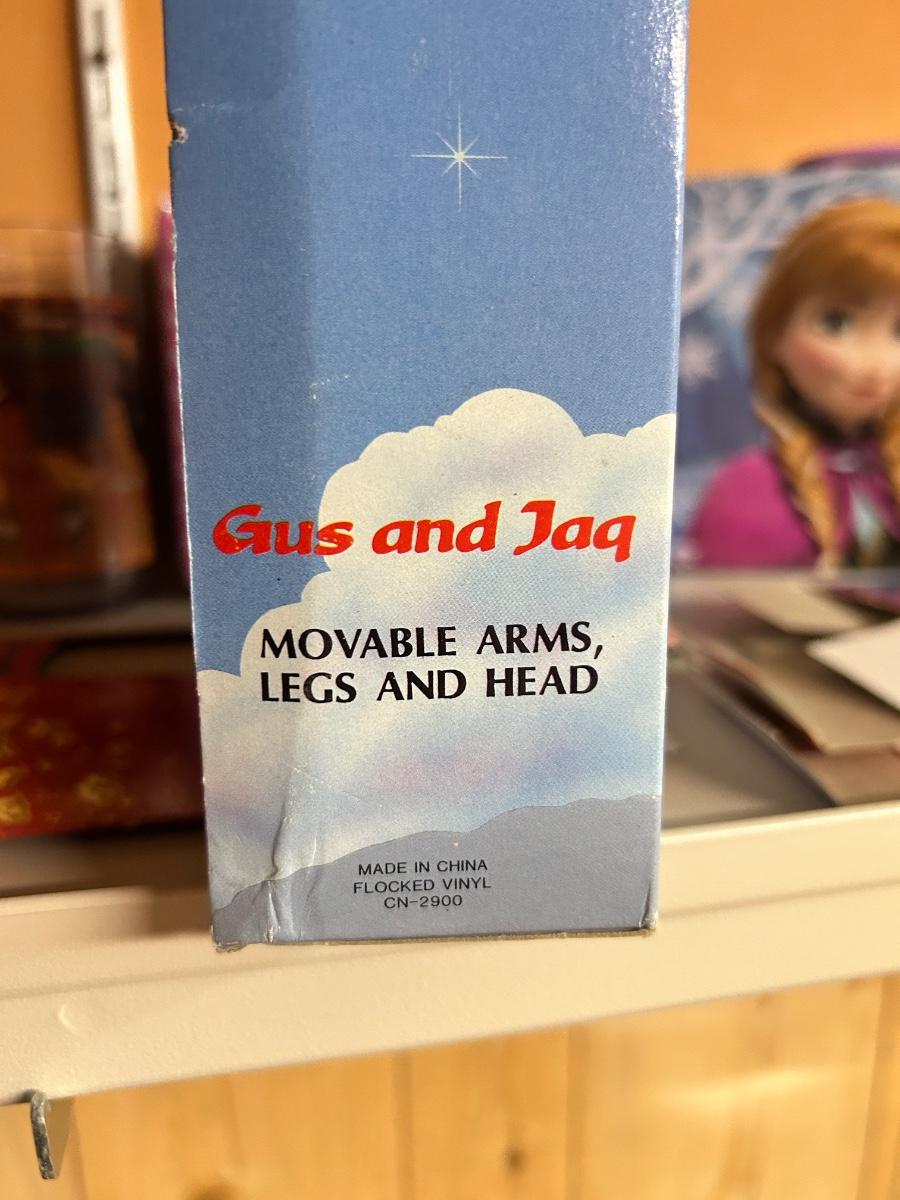 Gus and Jaq
MOVABLE ARMS,
LEGS AND HEAD
MADE IN CHINA
FLOCKED VINYL
CN-2900